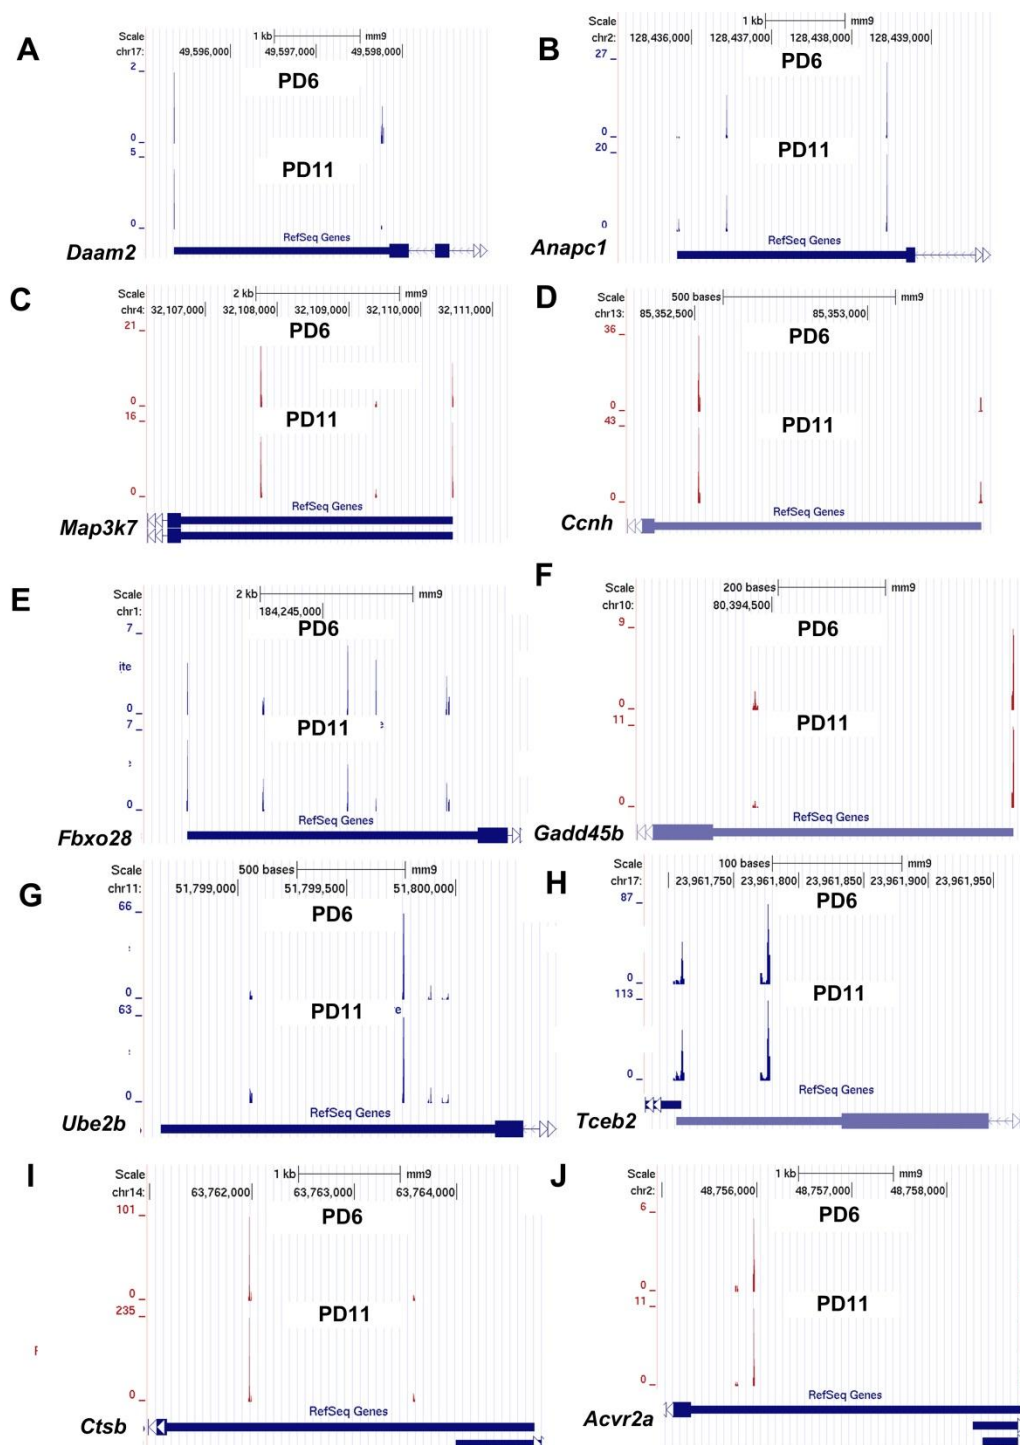 A
Scale 1 kb mm9
chr17: 49,596,000 49,597,000 49,598,000
2
PD6
0
5
PD11
0
RefSeq Genes
Daam2
B
Scale 1 kb mm9
chr2: 128,436,000 128,437,000 128,438,000 128,439,000
27
PD6
0
20
PD11
0
RefSeq Genes
Anapc1
C
Scale 2 kb mm9
chr4: 32,107,000 32,108,000 32,109,000 32,110,000 32,111,000
21
PD6
0
16
PD11
0
RefSeq Genes
Map3k7
D
Scale 500 bases mm9
chr13: 85,352,500 85,353,000
36
PD6
0
43
PD11
0
RefSeq Genes
Ccnh
E
Scale 2 kb mm9
chr1: 184,245,000
7
PD6
ite
0
7
PD11
e
0
RefSeq Genes
Fbxo28
F
Scale 200 bases mm9
chr10: 80,394,500
9
PD6
0
11
PD11
0
RefSeq Genes
Gadd45b
G
Scale 500 bases mm9
chr11: 51,799,000 51,799,500 51,800,000
66
PD6
0
63
PD11
e
0
RefSeq Genes
Ube2b
H
Scale 100 bases mm9
chr17: 23,961,750 23,961,800 23,961,850 23,961,900 23,961,950
87
PD6
0
113
PD11
0
RefSeq Genes
Tceb2
I
Scale 1 kb mm9
chr14: 63,762,000 63,763,000 63,764,000
101
PD6
0
235
PD11
0
RefSeq Genes
Ctsb
J
Scale 1 kb mm9
chr2: 48,756,000 48,757,000 48,758,000
6
PD6
0
11
PD11
0
RefSeq Genes
Acvr2a